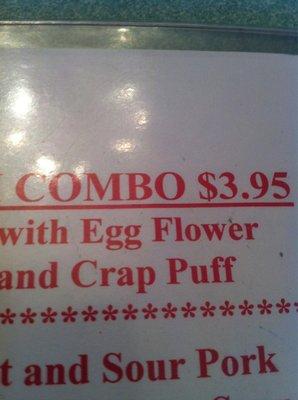 COMBO $3.95
with Egg Flower
and Crap Puff
************************
t and Sour Pork